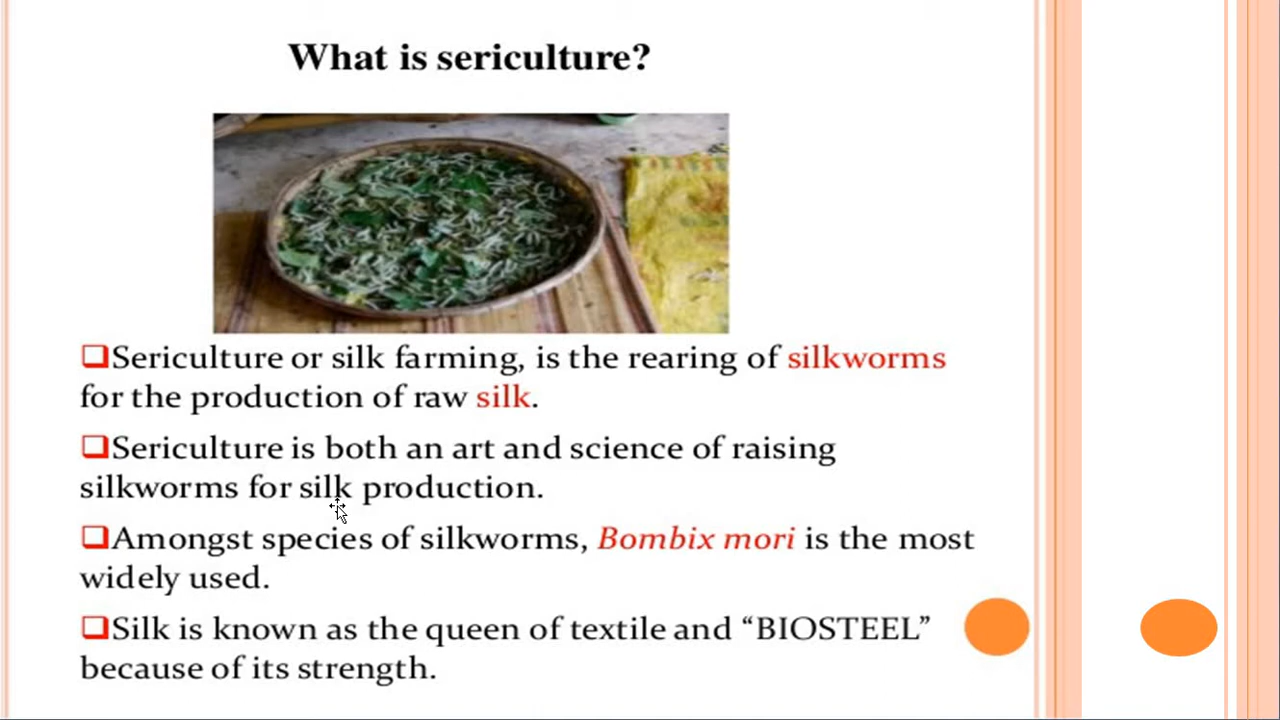 What is sericulture?
❑Sericulture or silk farming, is the rearing of silkworms
for the production of raw silk.
❑Sericulture is both an art and science of raising
silkworms for silk production.
❑Amongst species of silkworms, Bombix mori is the most
widely used.
❑Silk is known as the queen of textile and “BIOSTEEL”
because of its strength.